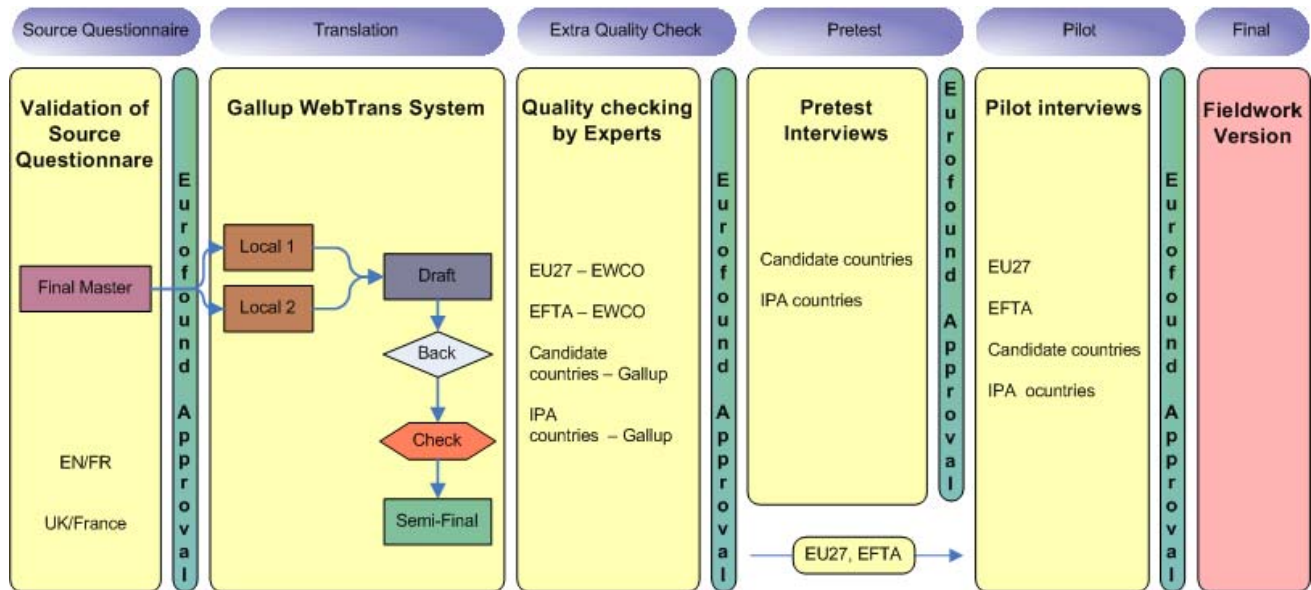 Source Questionnaire
Translation
Extra Quality Check
Pretest
Pilot
Final
Validation of
Source
Questionnare
Final Master
EN/FR
UK/France
Eurofound Approval
Gallup WebTrans System
Local 1
Local 2
Draft
Back
Check
Semi-Final
Quality checking
by Experts
EU27 – EWCO
EFTA – EWCO
Candidate
countries – Gallup
IPA
countries – Gallup
Eurofound Approval
Pretest
Interviews
Candidate countries
IPA countries
EU27, EFTA
Eurofound Approval
Pilot interviews
EU27
EFTA
Candidate countries
IPA ocuntries
Eurofound Approval
Fieldwork
Version